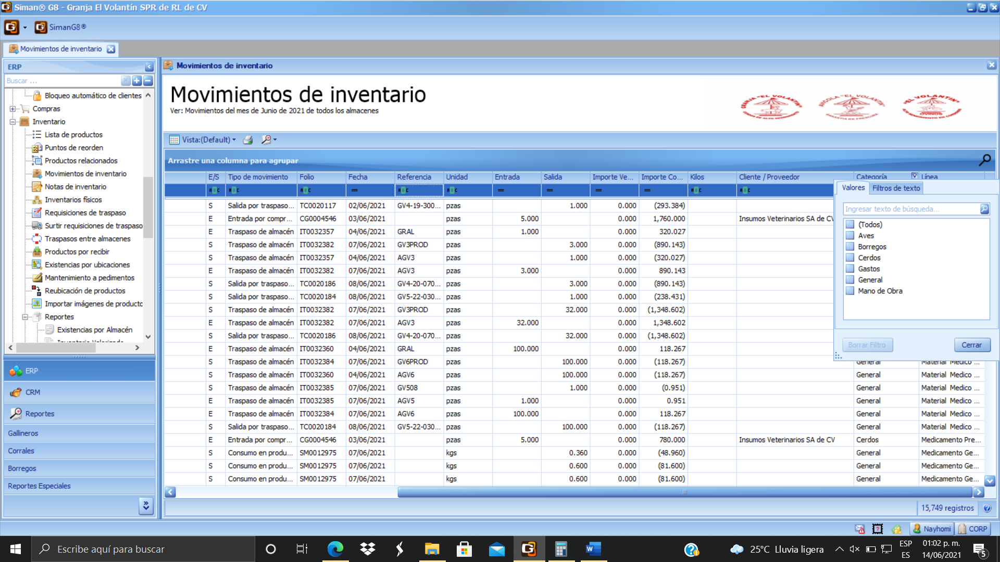 Siman® G8 - Granja El Volantín SPR de RL de CV
SimanG8®
Movimientos de inventario
ERP
Buscar ...
Bloqueo automático de clientes
Compras
Inventario
Lista de productos
Puntos de reorden
Productos relacionados
Movimientos de inventario
Notas de inventario
Inventarios físicos
Requisiciones de traspaso
Surtir requisiciones de traspaso
Traspasos entre almacenes
Productos por recibir
Existencias por ubicaciones
Mantenimiento a pedimentos
Reubicación de productos
Importar imágenes de producto
Reportes
Existencias por Almacén
Inventario Valorizado
ERP
CRM
Reportes
Gallineros
Corrales
Borregos
Reportes Especiales
Movimientos de inventario
Movimientos de inventario
Ver: Movimientos del mes de Junio de 2021 de todos los almacenes
GRANJA "EL VOLANTIN"
AVICOLA "EL VOLANTIN"
"EL VOLANTIN"
OVINOS
Vista:(Default)
Arrastre una columna para agrupar
E/S Tipo de movimiento Folio Fecha Referencia Unidad Entrada Salida Importe Ve... Importe Co... Kilos Cliente / Proveedor Categoría Línea
S Salida por traspaso... TC0020117 02/06/2021 GV4-19-300... pzas 1.000 0.000 (293.384)
E Entrada por compr... CG0004546 03/06/2021 pzas 5.000 0.000 1,760.000 Insumos Veterinarios SA de CV
E Traspaso de almacén IT0032357 04/06/2021 GRAL pzas 1.000 0.000 320.027
S Traspaso de almacén IT0032382 07/06/2021 GV3PROD pzas 3.000 0.000 (890.143)
S Traspaso de almacén IT0032357 04/06/2021 AGV3 pzas 1.000 0.000 (320.027)
E Traspaso de almacén IT0032382 07/06/2021 AGV3 pzas 3.000 0.000 890.143
S Salida por traspaso... TC0020186 08/06/2021 GV4-20-070... pzas 3.000 0.000 (890.143)
S Salida por traspaso... TC0020184 08/06/2021 GV5-22-030... pzas 1.000 0.000 (238.431)
S Traspaso de almacén IT0032382 07/06/2021 GV3PROD pzas 32.000 0.000 (1,348.602)
E Traspaso de almacén IT0032382 07/06/2021 AGV3 pzas 32.000 0.000 1,348.602
S Salida por traspaso... TC0020186 08/06/2021 GV4-20-070... pzas 32.000 0.000 (1,348.602)
E Traspaso de almacén IT0032360 04/06/2021 GRAL pzas 100.000 0.000 118.267
S Traspaso de almacén IT0032384 07/06/2021 GV6PROD pzas 100.000 0.000 (118.267) General Material Medico ...
S Traspaso de almacén IT0032360 04/06/2021 AGV6 pzas 100.000 0.000 (118.267) General Material Medico ...
S Traspaso de almacén IT0032385 07/06/2021 GV508 pzas 1.000 0.000 (0.951) General Material Medico ...
E Traspaso de almacén IT0032385 07/06/2021 AGV5 pzas 1.000 0.000 0.951 General Material Medico ...
E Traspaso de almacén IT0032384 07/06/2021 AGV6 pzas 100.000 0.000 118.267 General Material Medico ...
S Salida por traspaso... TC0020184 08/06/2021 GV5-22-030... pzas 100.000 0.000 (118.267) General Material Medico ...
E Entrada por compr... CG0004546 03/06/2021 pzas 5.000 0.000 780.000 Insumos Veterinarios SA de CV Cerdos Medicamento Pre...
S Consumo en produ... SM0012975 07/06/2021 kgs 0.360 0.000 (48.960) General Medicamento Ge...
S Consumo en produ... SM0012975 07/06/2021 kgs 0.600 0.000 (81.600) General Medicamento Ge...
S Consumo en produ... SM0012975 07/06/2021 kgs 0.600 0.000 (81.600) General Medicamento Ge...
Valores Filtros de texto
Ingresar texto de búsqueda...
(Todos)
Aves
Borregos
Cerdos
Gastos
General
Mano de Obra
Borrar Filtro Cerrar
15,749 registros
Nayhomi CORP
Escribe aquí para buscar
25°C Lluvia ligera
ESP
ES
01:02 p. m.
14/06/2021
5